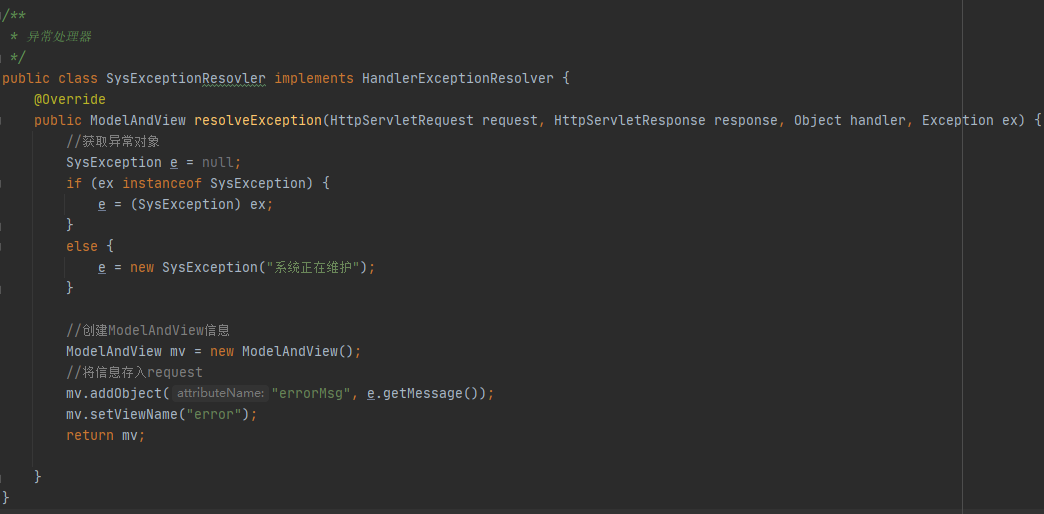 /**
 * 异常处理器
 */
public class SysExceptionResovler implements HandlerExceptionResolver {
    @Override
    public ModelAndView resolveException(HttpServletRequest request, HttpServletResponse response, Object handler, Exception ex) {
        //获取异常对象
        SysException e = null;
        if (ex instanceof SysException) {
            e = (SysException) ex;
        }
        else {
            e = new SysException("系统正在维护");
        }
        //创建ModelAndView信息
        ModelAndView mv = new ModelAndView();
        //将信息存入request
        mv.addObject( attributeName: "errorMsg", e.getMessage());
        mv.setViewName("error");
        return mv;
    }
}